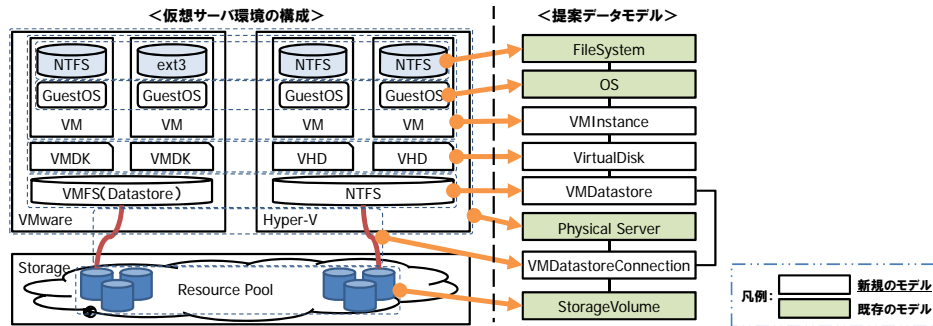 ＜仮想サーバ環境の構成＞
＜提案データモデル＞
NTFS ext3 NTFS NTFS
GuestOS GuestOS GuestOS GuestOS
VM VM VM VM
VMDK VMDK VHD VHD
VMFS(Datastore) NTFS
VMware Hyper-V
Storage
Resource Pool
FileSystem
OS
VMInstance
VirtualDisk
VMDatastore
Physical Server
VMDatastoreConnection
StorageVolume
凡例:
新規のモデル
既存のモデル